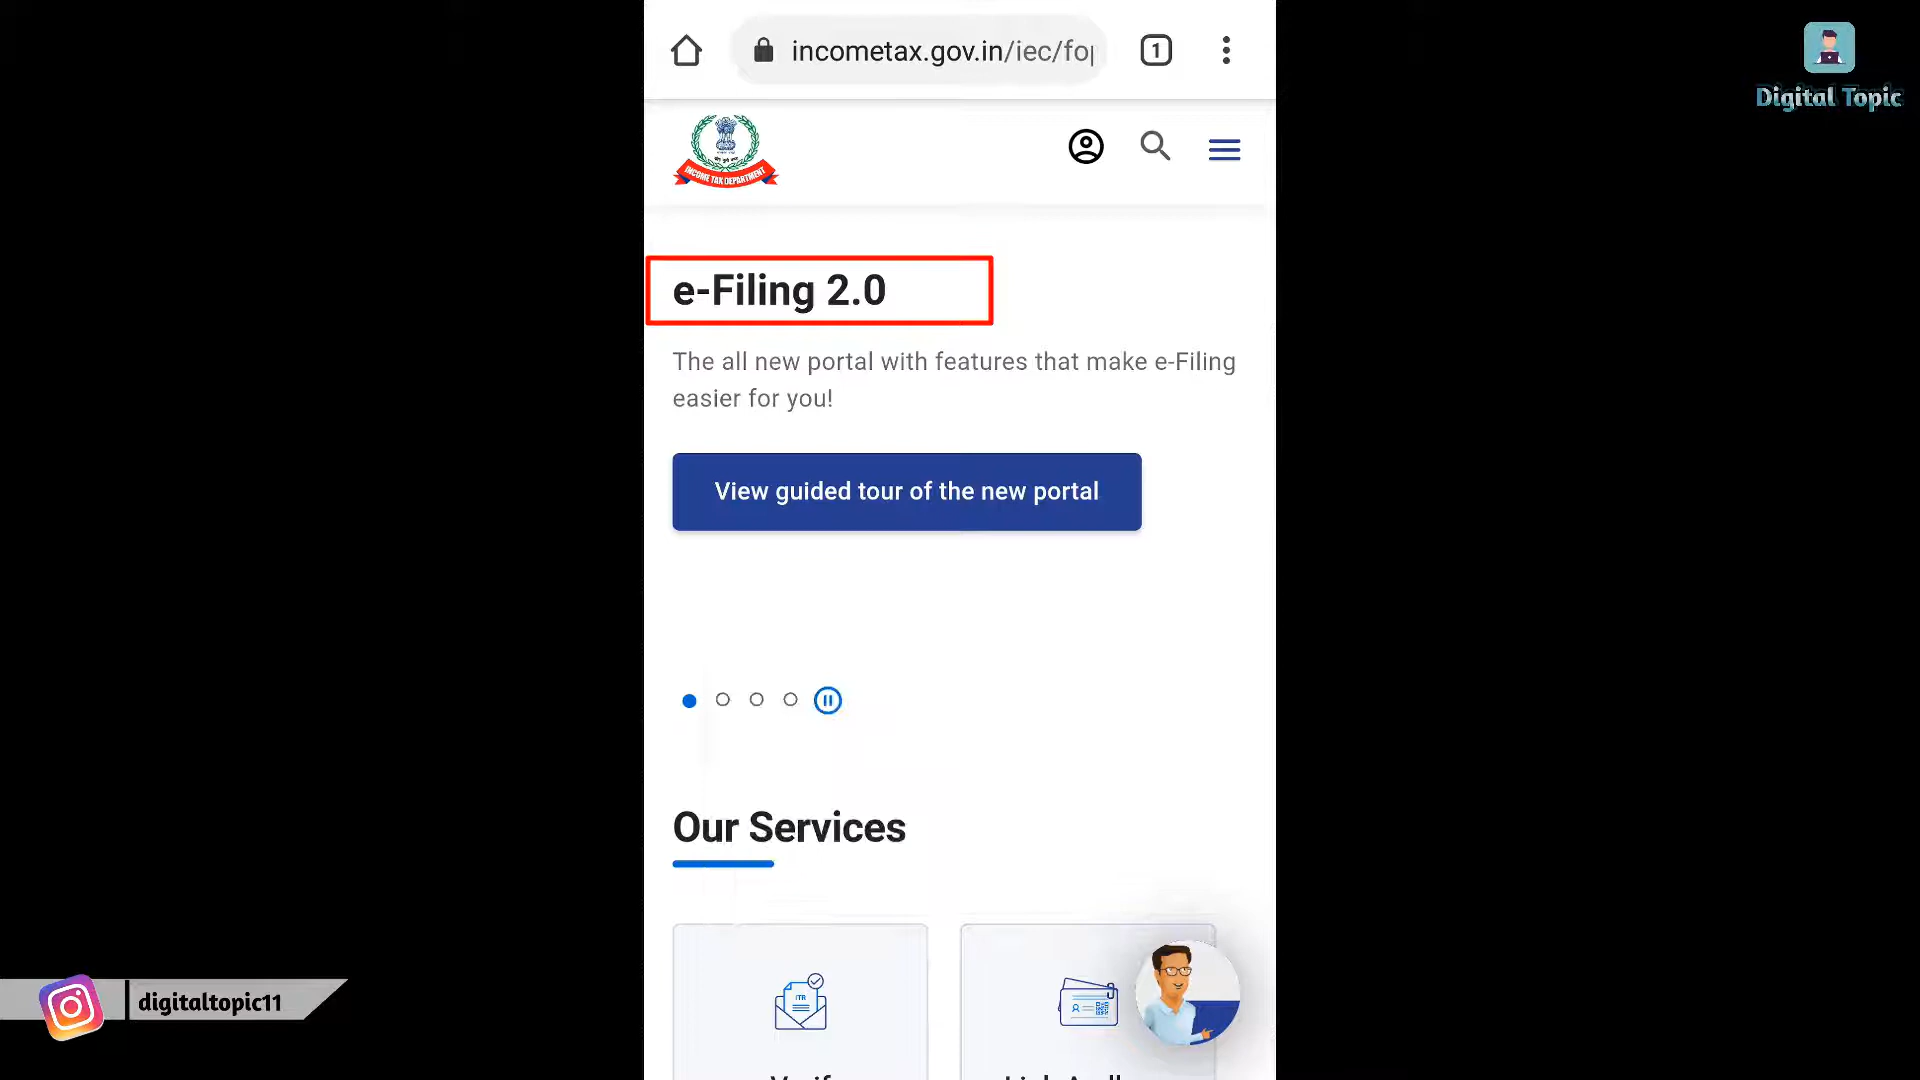 incometax.gov.in/iec/fo
1
Digital Topic
INCOME TAX DEPARTMENT
e-Filing 2.0
The all new portal with features that make e-Filing
easier for you!
View guided tour of the new portal
Our Services
ITR
digitaltopic11